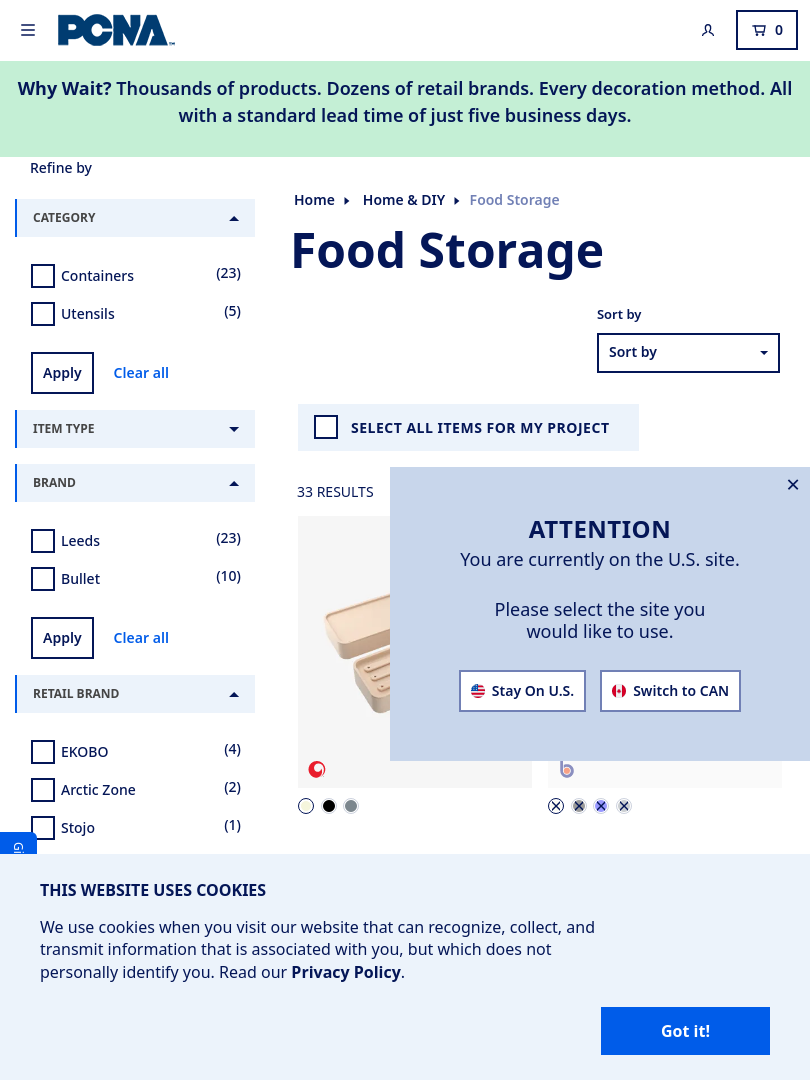 PCNA
0
Why Wait? Thousands of products. Dozens of retail brands. Every decoration method. All
with a standard lead time of just five business days.
Refine by
CATEGORY
Containers (23)
Utensils (5)
Apply Clear all
ITEM TYPE
BRAND
Leeds (23)
Bullet (10)
Apply Clear all
RETAIL BRAND
EKOBO (4)
Arctic Zone (2)
Stojo (1)
Home Home & DIY Food Storage
Food Storage
Sort by
Sort by
SELECT ALL ITEMS FOR MY PROJECT
33 RESULTS
ATTENTION
You are currently on the U.S. site.
Please select the site you
would like to use.
Stay On U.S. Switch to CAN
THIS WEBSITE USES COOKIES
We use cookies when you visit our website that can recognize, collect, and
transmit information that is associated with you, but which does not
personally identify you. Read our Privacy Policy.
Got it!